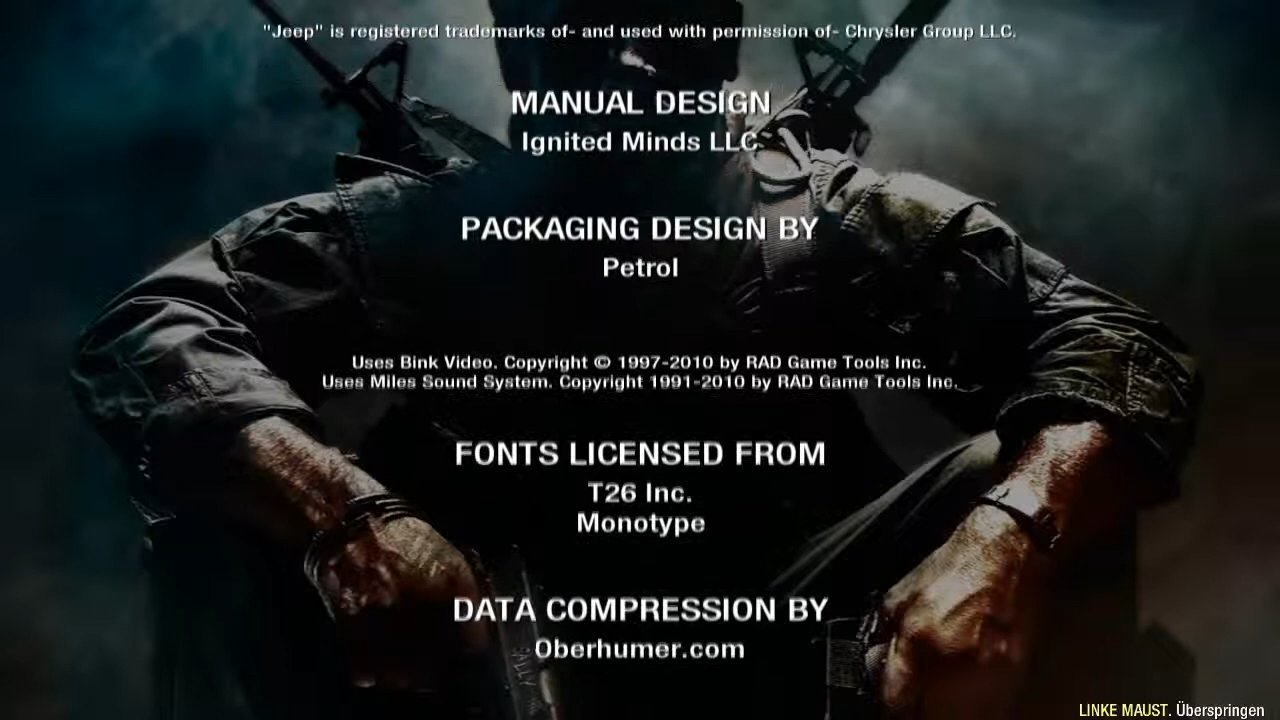 "Jeep" is registered trademarks of- and used with permission of- Chrysler Group LLC.
MANUAL DESIGN
Ignited Minds LLC
PACKAGING DESIGN BY
Petrol
Uses Bink Video. Copyright © 1997-2010 by RAD Game Tools Inc.
Uses Miles Sound System. Copyright 1991-2010 by RAD Game Tools Inc.
FONTS LICENSED FROM
T26 Inc.
Monotype
DATA COMPRESSION BY
Oberhumer.com
LINKE MAUST. Überspringen